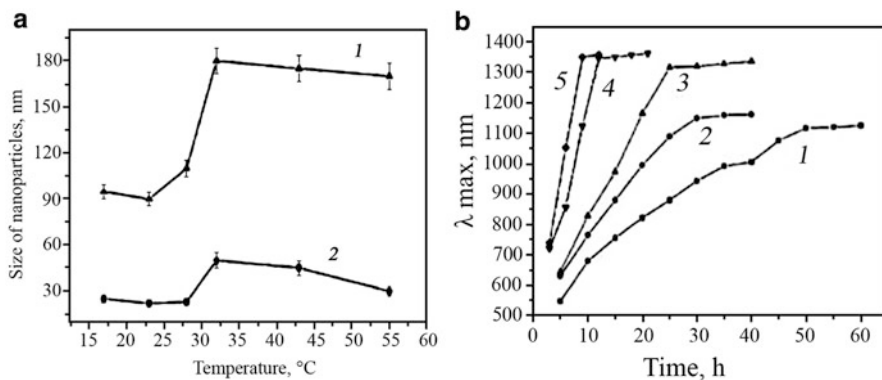 a
Size of nanoparticles, nm
180
150
120
90
60
30
1
2
15 20 25 30 35 40 45 50 55 60
Temperature, °C
b
λ max, nm
1400
1300
1200
1100
1000
900
800
700
600
500
5
4
3
2
1
0 10 20 30 40 50 60
Time, h